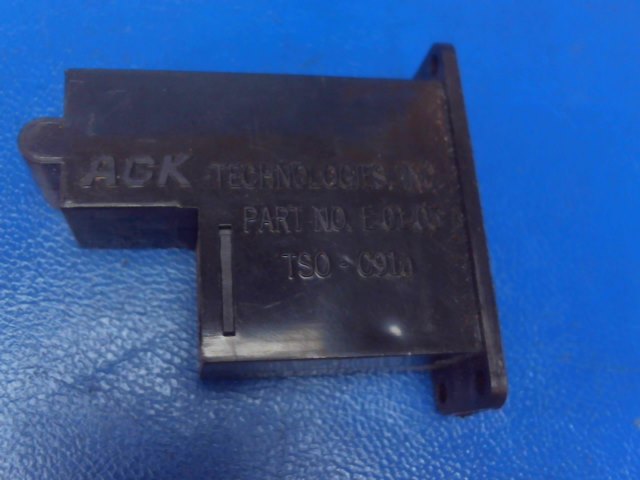 ACK TECHNOLOGIES, INC
PART NO.
TSO - C91a